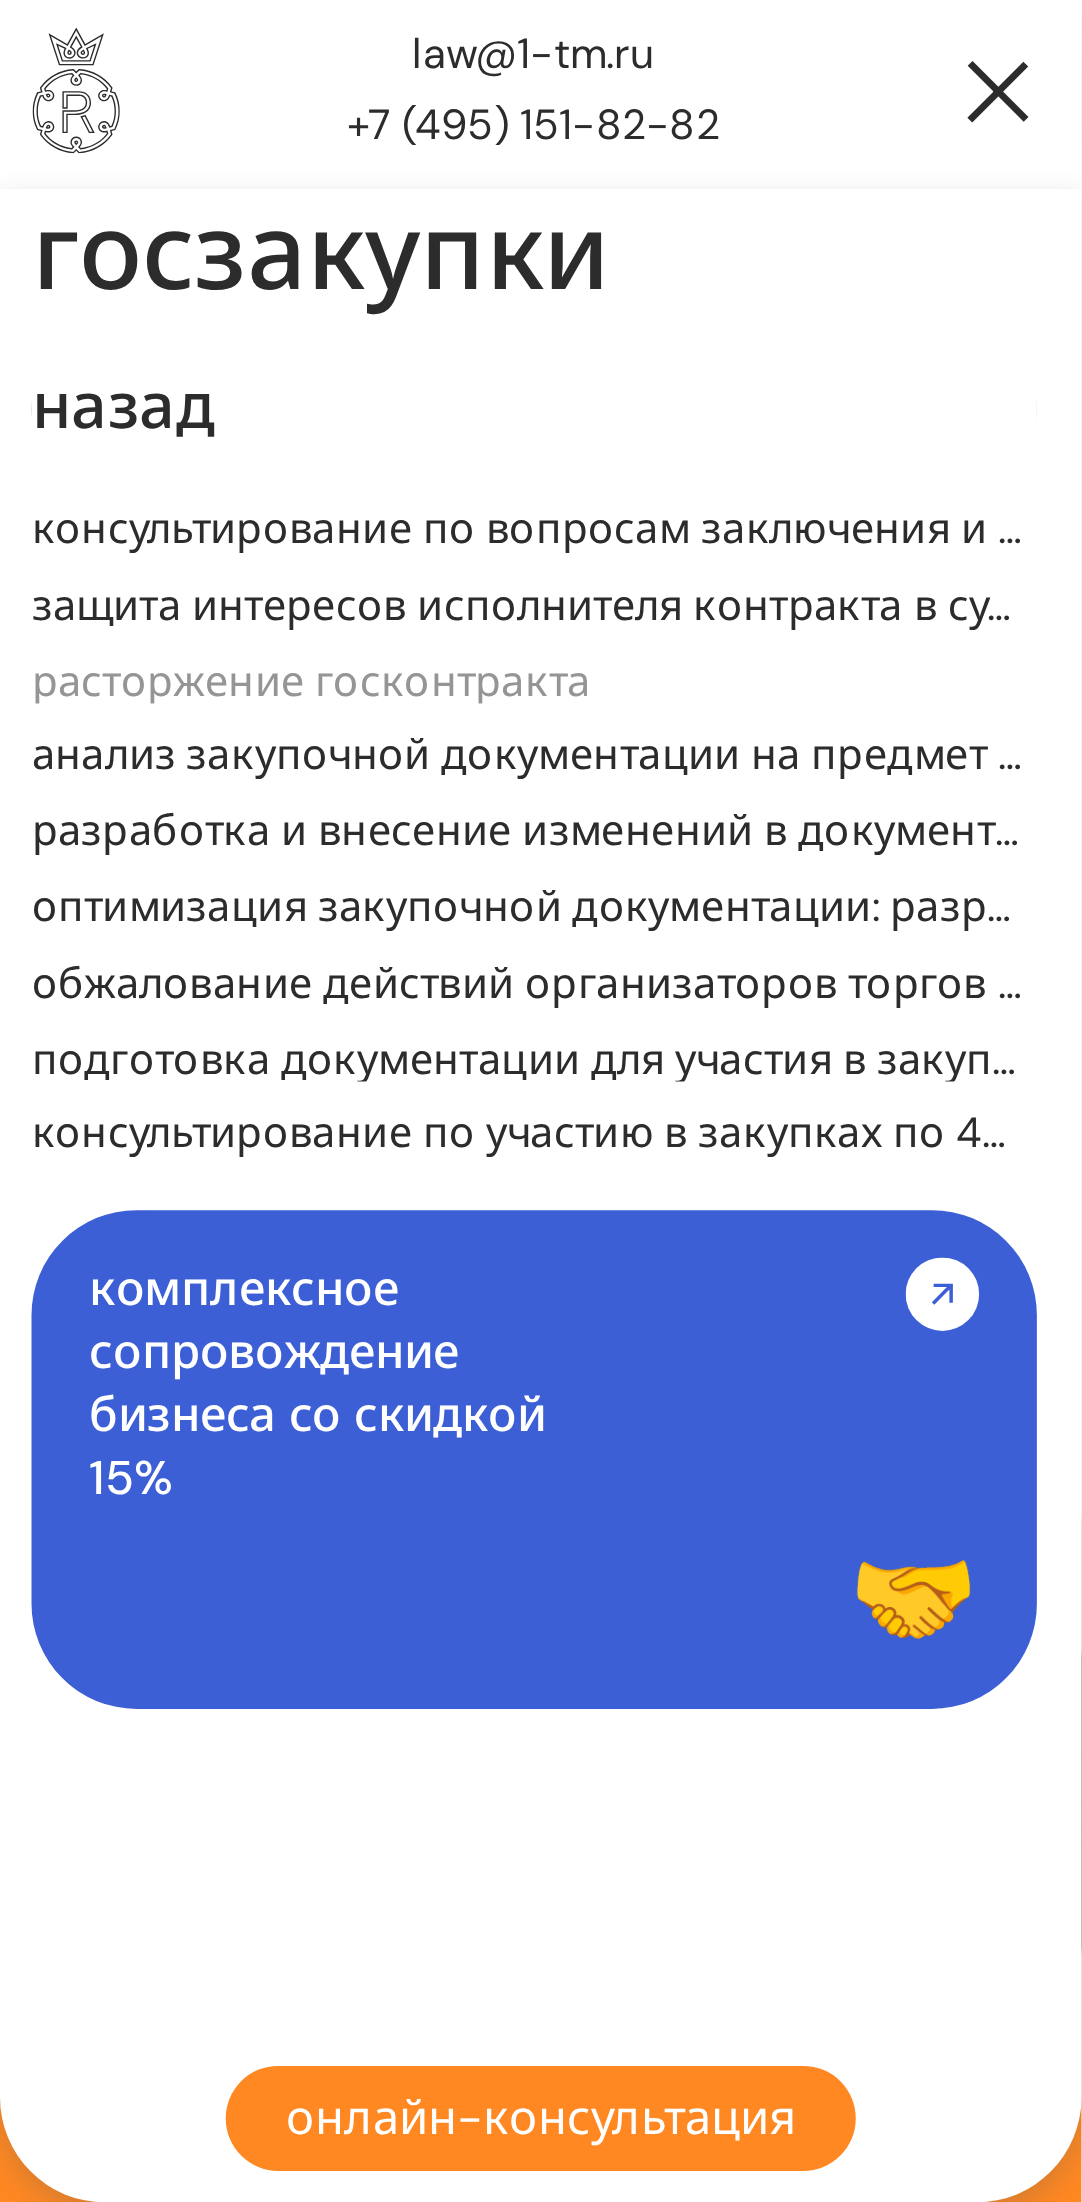 R
law@1-tm.ru
+7 (495) 151-82-82
госзакупки
назад
консультирование по вопросам заключения и ...
защита интересов исполнителя контракта в су...
расторжение госконтракта
анализ закупочной документации на предмет ...
разработка и внесение изменений в документ...
оптимизация закупочной документации: разр...
обжалование действий организаторов торгов ...
подготовка документации для участия в закуп...
консультирование по участию в закупках по 4...
комплексное
сопровождение
бизнеса со скидкой
15%
онлайн-консультация